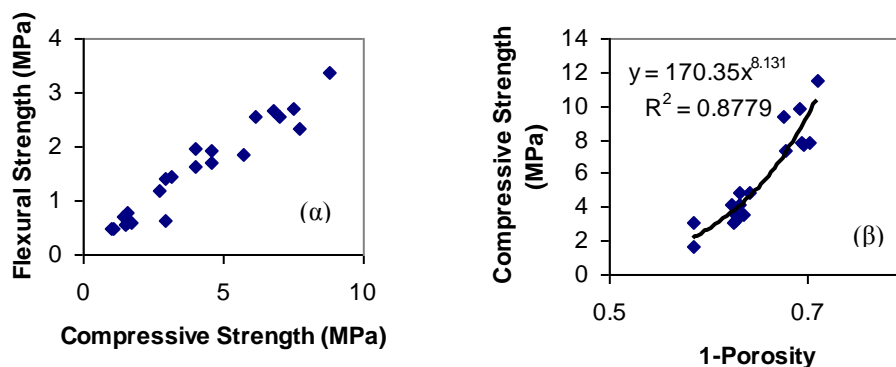 Flexural Strength (MPa)
4
3
2
1
0
0 5 10
Compressive Strength (MPa)
(α)
Compressive Strength
(MPa)
14
12
10
8
6
4
2
0
0.5 0.7
1-Porosity
y = 170.35x^8.131
R² = 0.8779
(β)